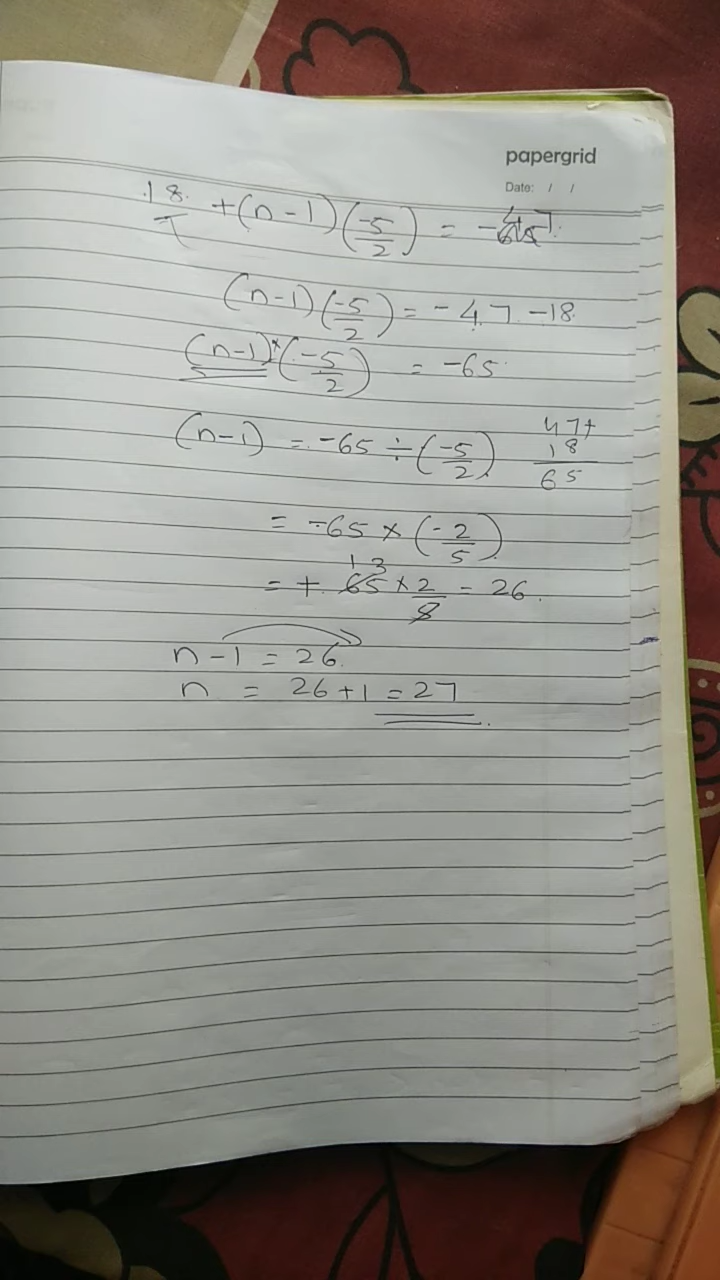 papergrid
Date: / /
18 + (n-1)(-5/2) = -47
(n-1)(-5/2) = -47 -18
(n-1)×(-5/2) = -65
(n-1) = -65 ÷ (-5/2)
47+
18
65
= -65 × (-2/5)
13
= + 65 × 2/5 = 26.
n-1 = 26.
n = 26+1 = 27